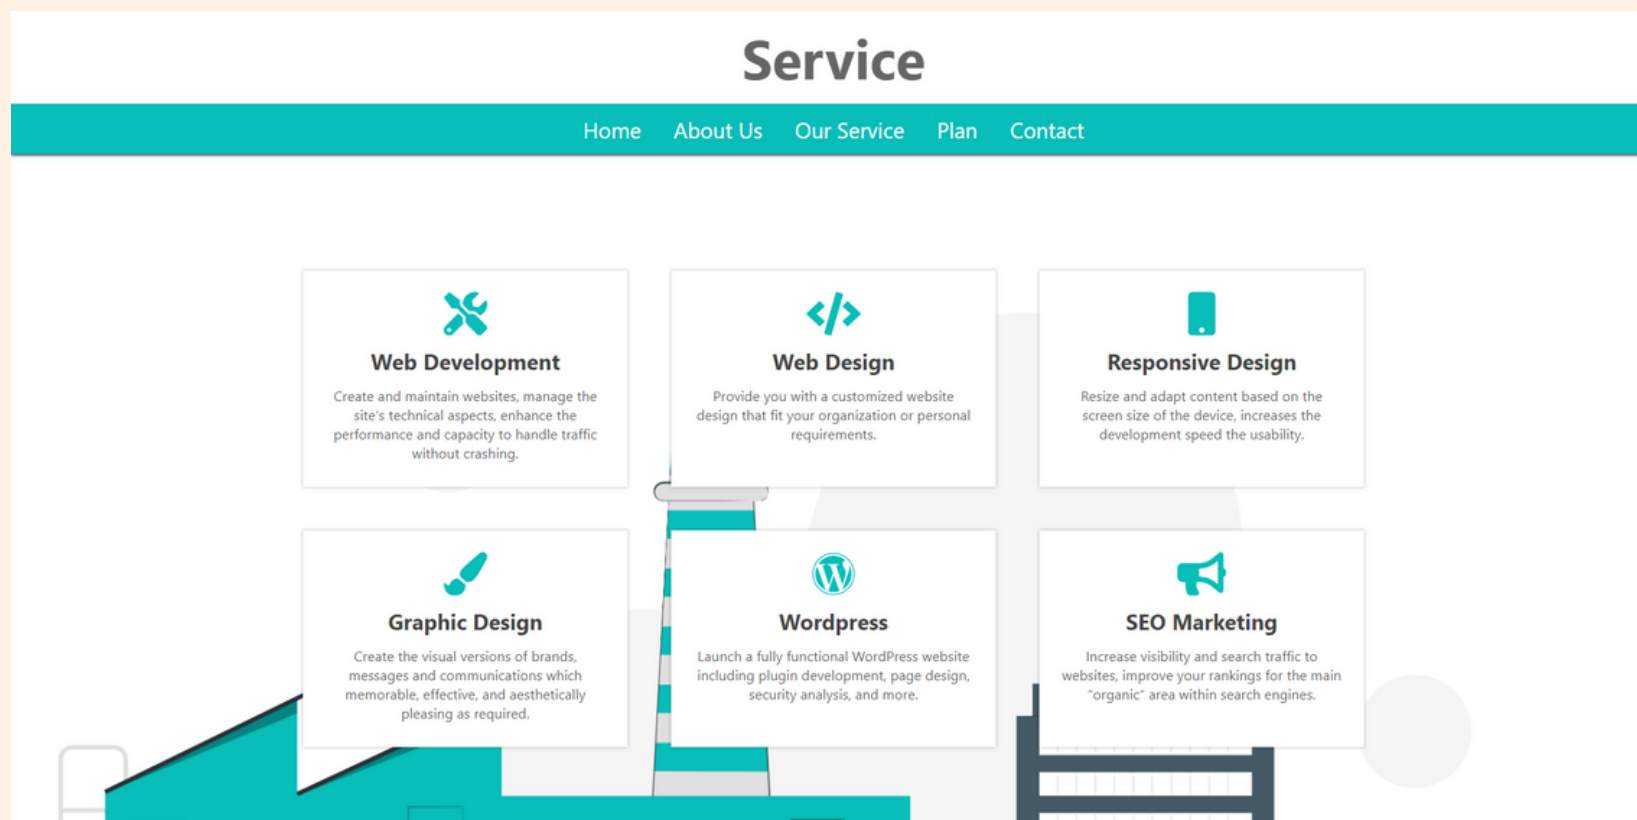 Service
Home About Us Our Service Plan Contact
Web Development
Create and maintain websites, manage the
site's technical aspects, enhance the
performance and capacity to handle traffic
without crashing.
Web Design
Provide you with a customized website
design that fit your organization or personal
requirements.
Responsive Design
Resize and adapt content based on the
screen size of the device, increases the
development speed the usability.
Graphic Design
Create the visual versions of brands,
messages and communications which
memorable, effective, and aesthetically
pleasing as required.
Wordpress
Launch a fully functional WordPress website
including plugin development, page design,
security analysis, and more.
SEO Marketing
Increase visibility and search traffic to
websites, improve your rankings for the main
"organic" area within search engines.